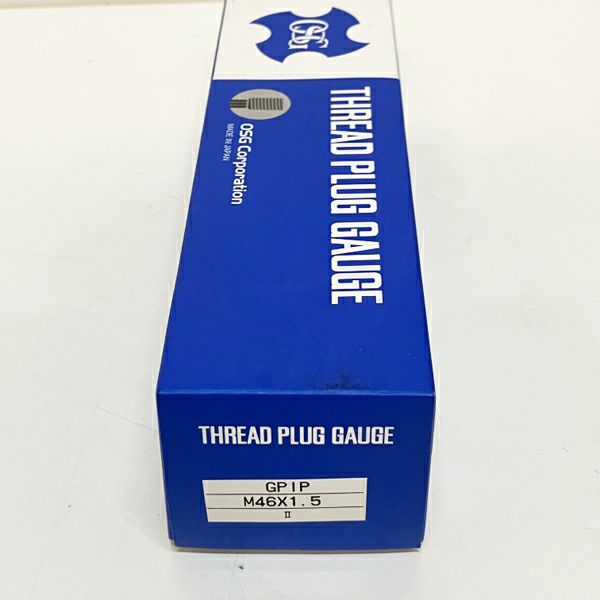 OSG
THREAD PLUG GAUGE
OSG Corporation
MADE IN JAPAN
THREAD PLUG GAUGE
GPIP
M46X1.5
II